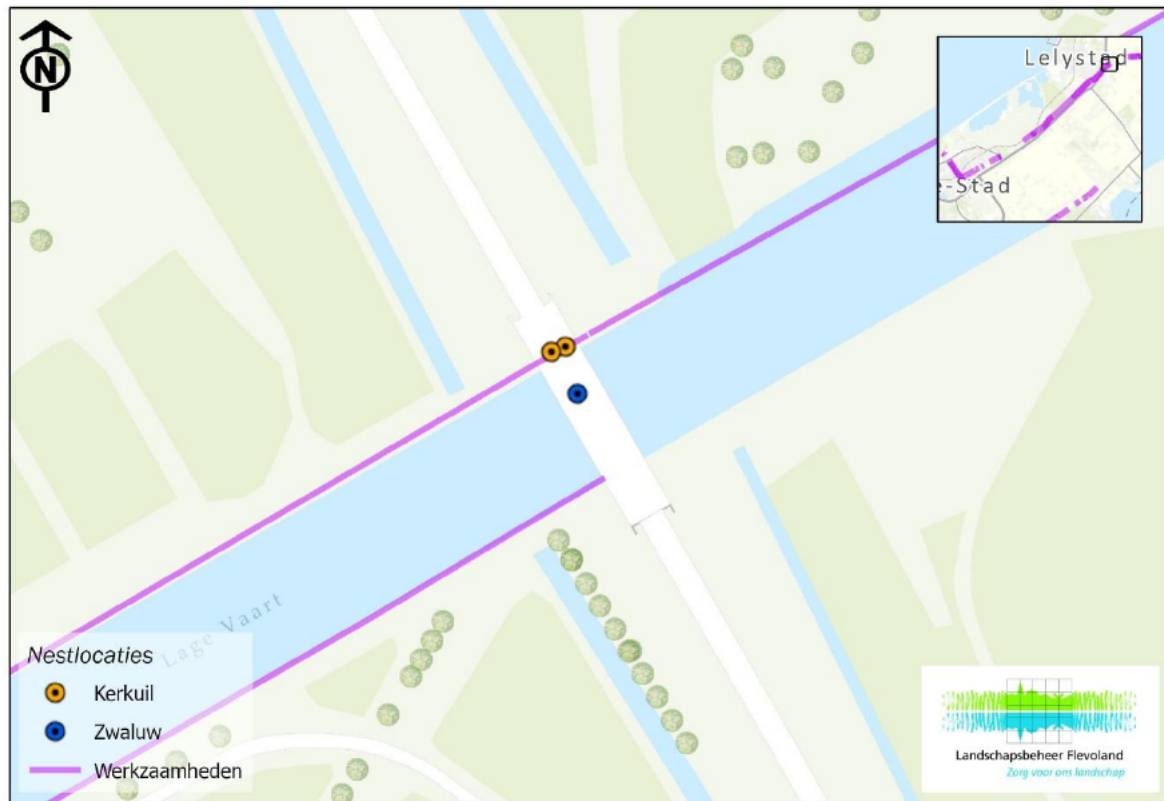 N
Lelystad
e-Stad
Lage Vaart
Nestlocaties
Kerkuil
Zwaluw
Werkzaamheden
Landschapsbeheer Flevoland
Zorg voor ons landschap